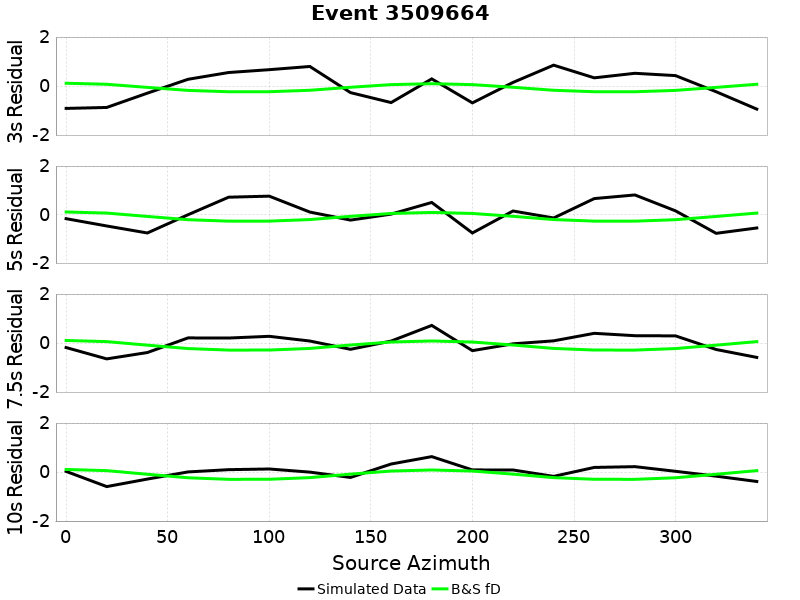 Event 3509664
3s Residual
2
0
-2
5s Residual
2
0
-2
7.5s Residual
2
0
-2
10s Residual
2
0
-2
0 50 100 150 200 250 300
Source Azimuth
Simulated Data B&S fD